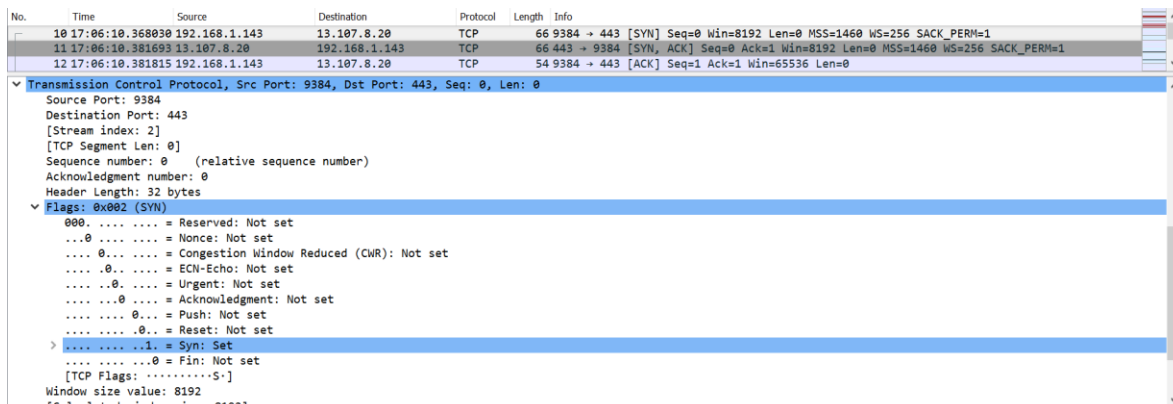 No. Time Source Destination Protocol Length Info
10 17:06:10.368030 192.168.1.143 13.107.8.20 TCP 66 9384 → 443 [SYN] Seq=0 Win=8192 Len=0 MSS=1460 WS=256 SACK_PERM=1
11 17:06:10.381693 13.107.8.20 192.168.1.143 TCP 66 443 → 9384 [SYN, ACK] Seq=0 Ack=1 Win=8192 Len=0 MSS=1460 WS=256 SACK_PERM=1
12 17:06:10.381815 192.168.1.143 13.107.8.20 TCP 54 9384 → 443 [ACK] Seq=1 Ack=1 Win=65536 Len=0
Transmission Control Protocol, Src Port: 9384, Dst Port: 443, Seq: 0, Len: 0
Source Port: 9384
Destination Port: 443
[Stream index: 2]
[TCP Segment Len: 0]
Sequence number: 0 (relative sequence number)
Acknowledgment number: 0
Header Length: 32 bytes
Flags: 0x002 (SYN)
000. .... .... = Reserved: Not set
...0 .... .... = Nonce: Not set
.... 0... .... = Congestion Window Reduced (CWR): Not set
.... .0.. .... = ECN-Echo: Not set
.... ..0. .... = Urgent: Not set
.... ...0 .... = Acknowledgment: Not set
.... .... 0... = Push: Not set
.... .... .0.. = Reset: Not set
.... .... ..1. = Syn: Set
.... .... ...0 = Fin: Not set
[TCP Flags: ··········S·]
Window size value: 8192